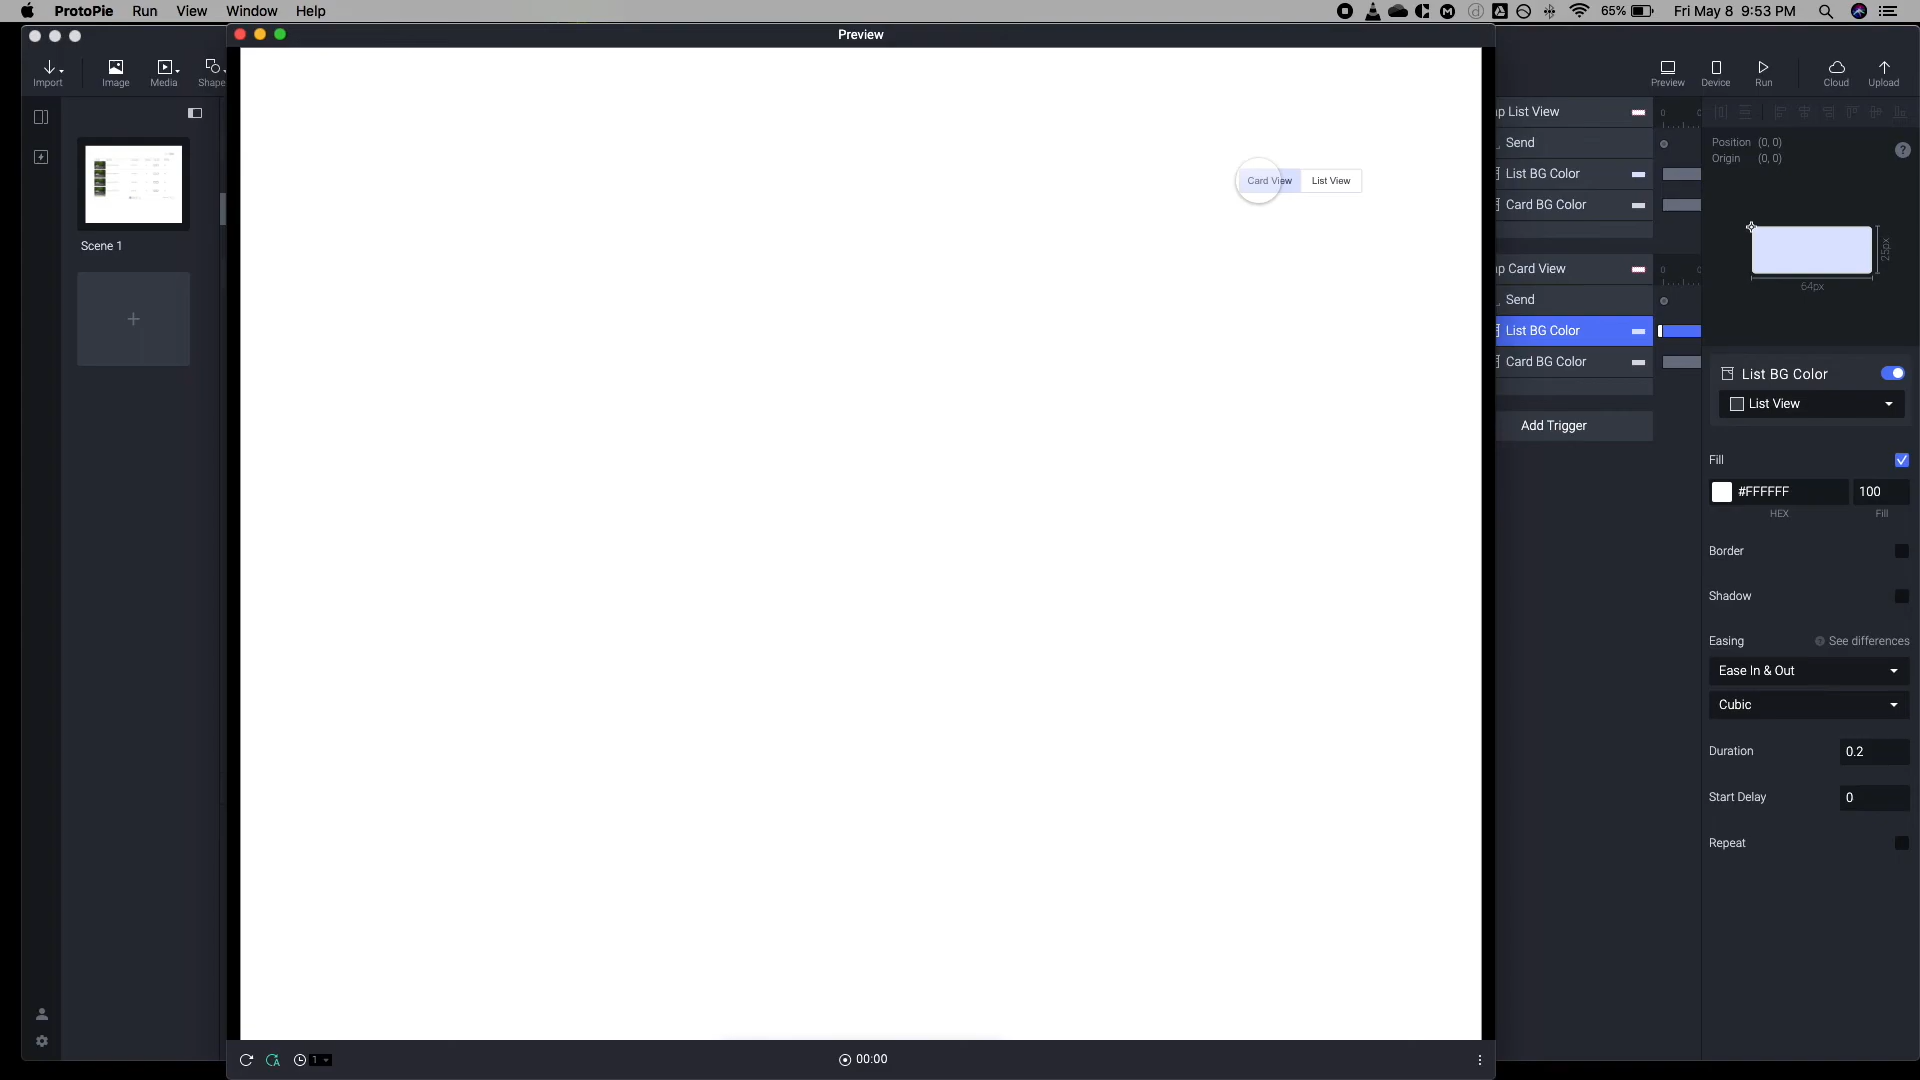 ProtoPie Run View Window Help
65% Fri May 8 9:53 PM
Preview
Import Image Media Shape
Preview Device Run Cloud Upload
Scene 1
Card View List View
p List View
Send
List BG Color
Card BG Color
p Card View
Send
List BG Color
Card BG Color
Add Trigger
0
0
Position (0, 0)
Origin (0, 0)
?
25px
64px
List BG Color
List View
Fill
#FFFFFF 100
HEX Fill
Border
Shadow
Easing See differences
Ease In & Out
Cubic
Duration 0.2
Start Delay 0
Repeat
1
00:00